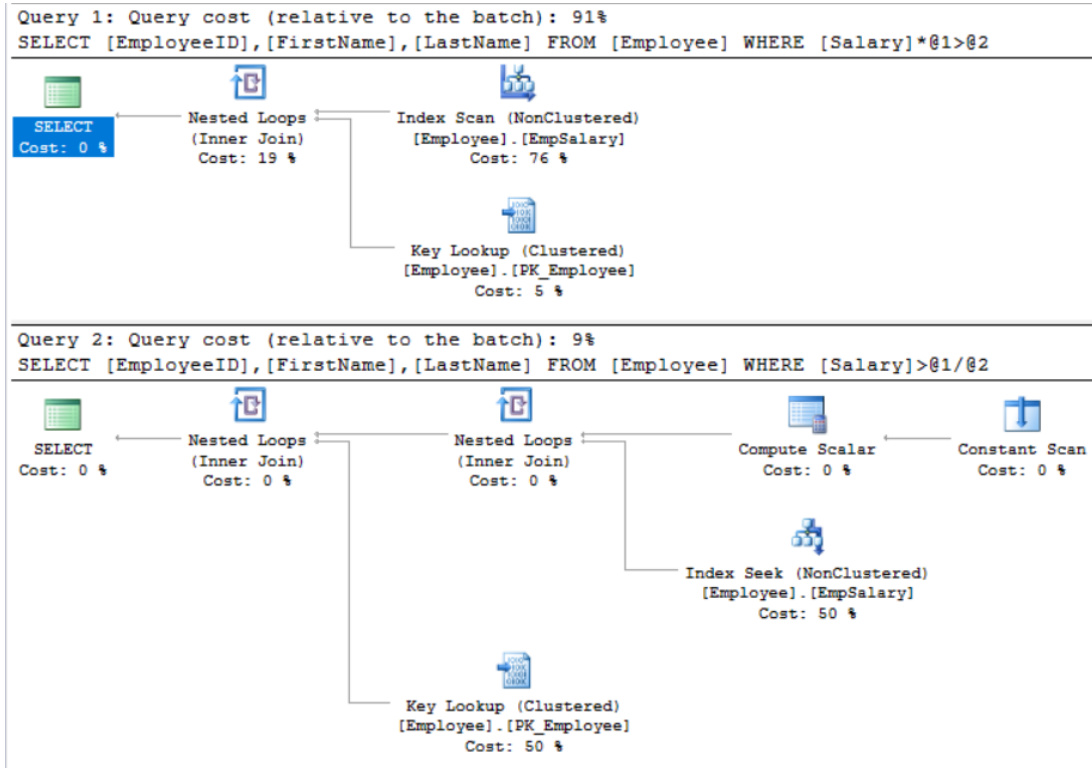 Query 1: Query cost (relative to the batch): 91%
SELECT [EmployeeID],[FirstName],[LastName] FROM [Employee] WHERE [Salary]*@1>@2
SELECT
Cost: 0 %
Nested Loops
(Inner Join)
Cost: 19 %
Index Scan (NonClustered)
[Employee].[EmpSalary]
Cost: 76 %
Key Lookup (Clustered)
[Employee].[PK_Employee]
Cost: 5 %
Query 2: Query cost (relative to the batch): 9%
SELECT [EmployeeID],[FirstName],[LastName] FROM [Employee] WHERE [Salary]>@1/@2
SELECT
Cost: 0 %
Nested Loops
(Inner Join)
Cost: 0 %
Nested Loops
(Inner Join)
Cost: 0 %
Compute Scalar
Cost: 0 %
Constant Scan
Cost: 0 %
Index Seek (NonClustered)
[Employee].[EmpSalary]
Cost: 50 %
Key Lookup (Clustered)
[Employee].[PK_Employee]
Cost: 50 %